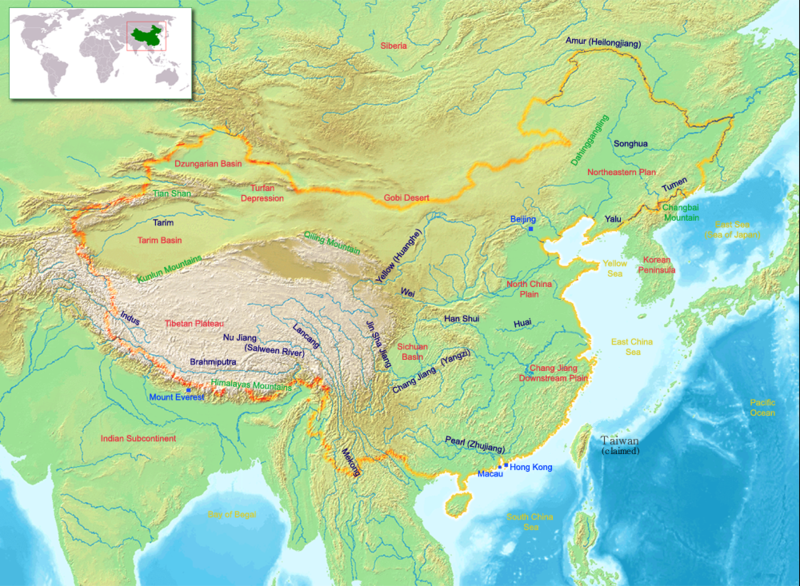 Siberia
Amur (Heilongjiang)
Dahinggangling
Songhua
Dzungarian Basin
Northeastern Plan
Tian Shan
Turfan
Depression
Gobi Desert
Tumen
Changbai
Mountain
Tarim
Beijing
Yalu
East Sea
(Sea of Japan)
Tarim Basin
Qiling Mountain
Yellow (Huanghe)
Kunlun Mountains
Yellow
Sea
Korean
Peninsula
Wei
North China
Plain
Indus
Tibetan Plateau
Nu Jiang
(Salween River)
Lancang
Jin Sha Jiang
Han Shui
Huai
Sichuan
Basin
East China
Sea
Brahmiputra
Chang Jiang (Yangzi)
Chang Jiang
Downstream Plain
Himalayas Mountains
Mount Everest
Pacific
Ocean
Indian Subcontinent
Mekong
Pearl (Zhujiang)
Taiwan
(claimed)
Macau
Hong Kong
Bay of Bengal
South China
Sea